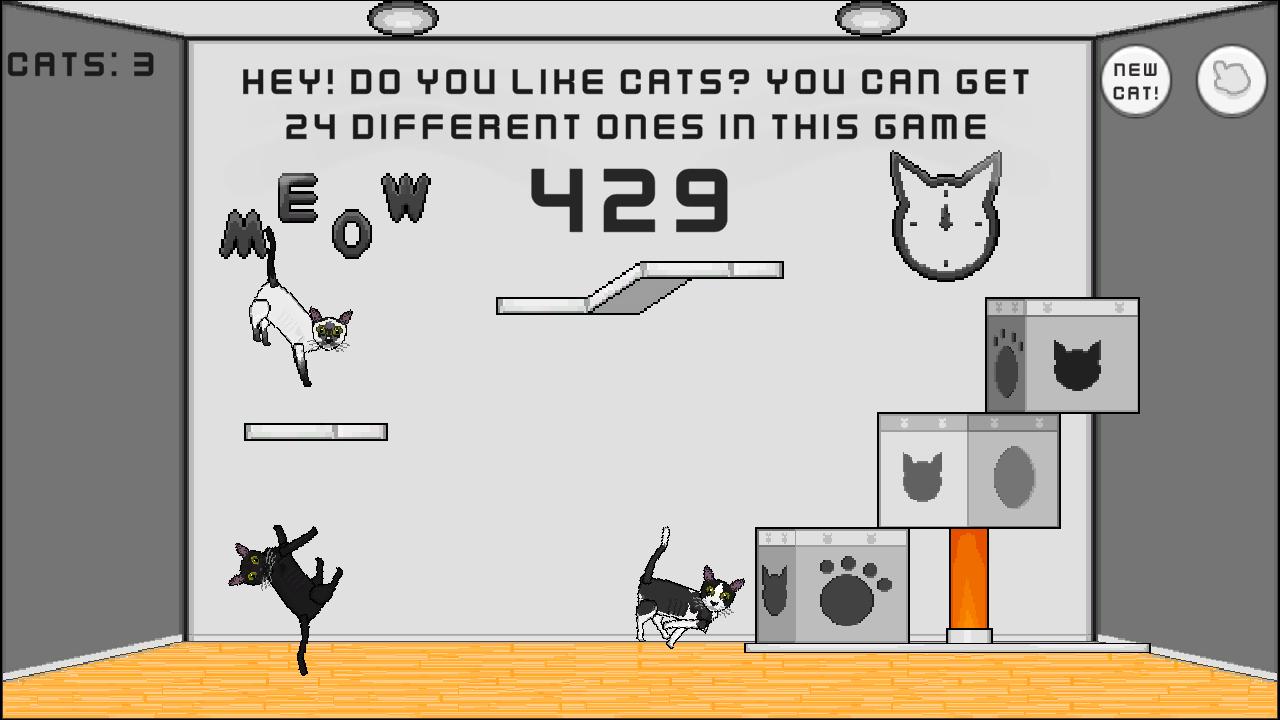 CATS: 3
HEY! DO YOU LIKE CATS? YOU CAN GET
24 DIFFERENT ONES IN THIS GAME
NEW
CAT!
MEOW
429